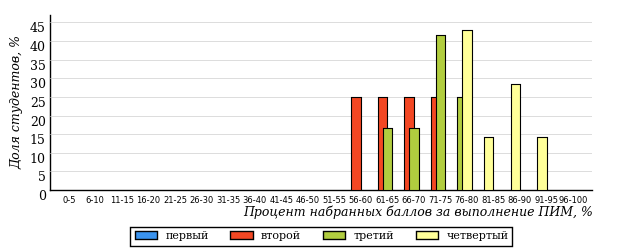 Доля студентов, %
45
40
35
30
25
20
15
10
5
0
0-5 6-10 11-15 16-20 21-25 26-30 31-35 36-40 41-45 46-50 51-55 56-60 61-65 66-70 71-75 76-80 81-85 86-90 91-95 96-100
Процент набранных баллов за выполнение ПИМ, %
первый второй третий четвертый